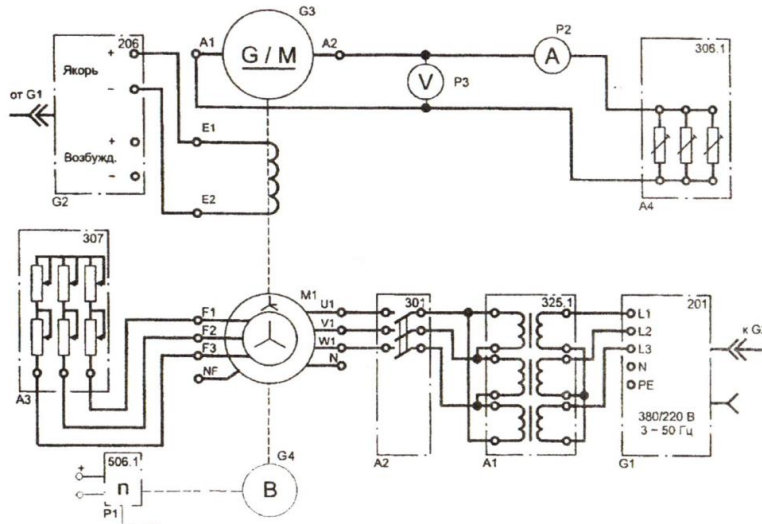 G3
206
A1
G / M
A2
P2
A
306.1
+
Якорь
V
P3
от G1
–
E1
+
Возбужд.
–
G2
E2
A4
307
M1
U1
301
325.1
201
F1
V1
L1
F2
W1
L2
F3
L3
к G2
NF
N
N
PE
A3
380/220 В
3 ~ 50 Гц
A2
A1
G1
506.1
G4
+
n
B
–
P1